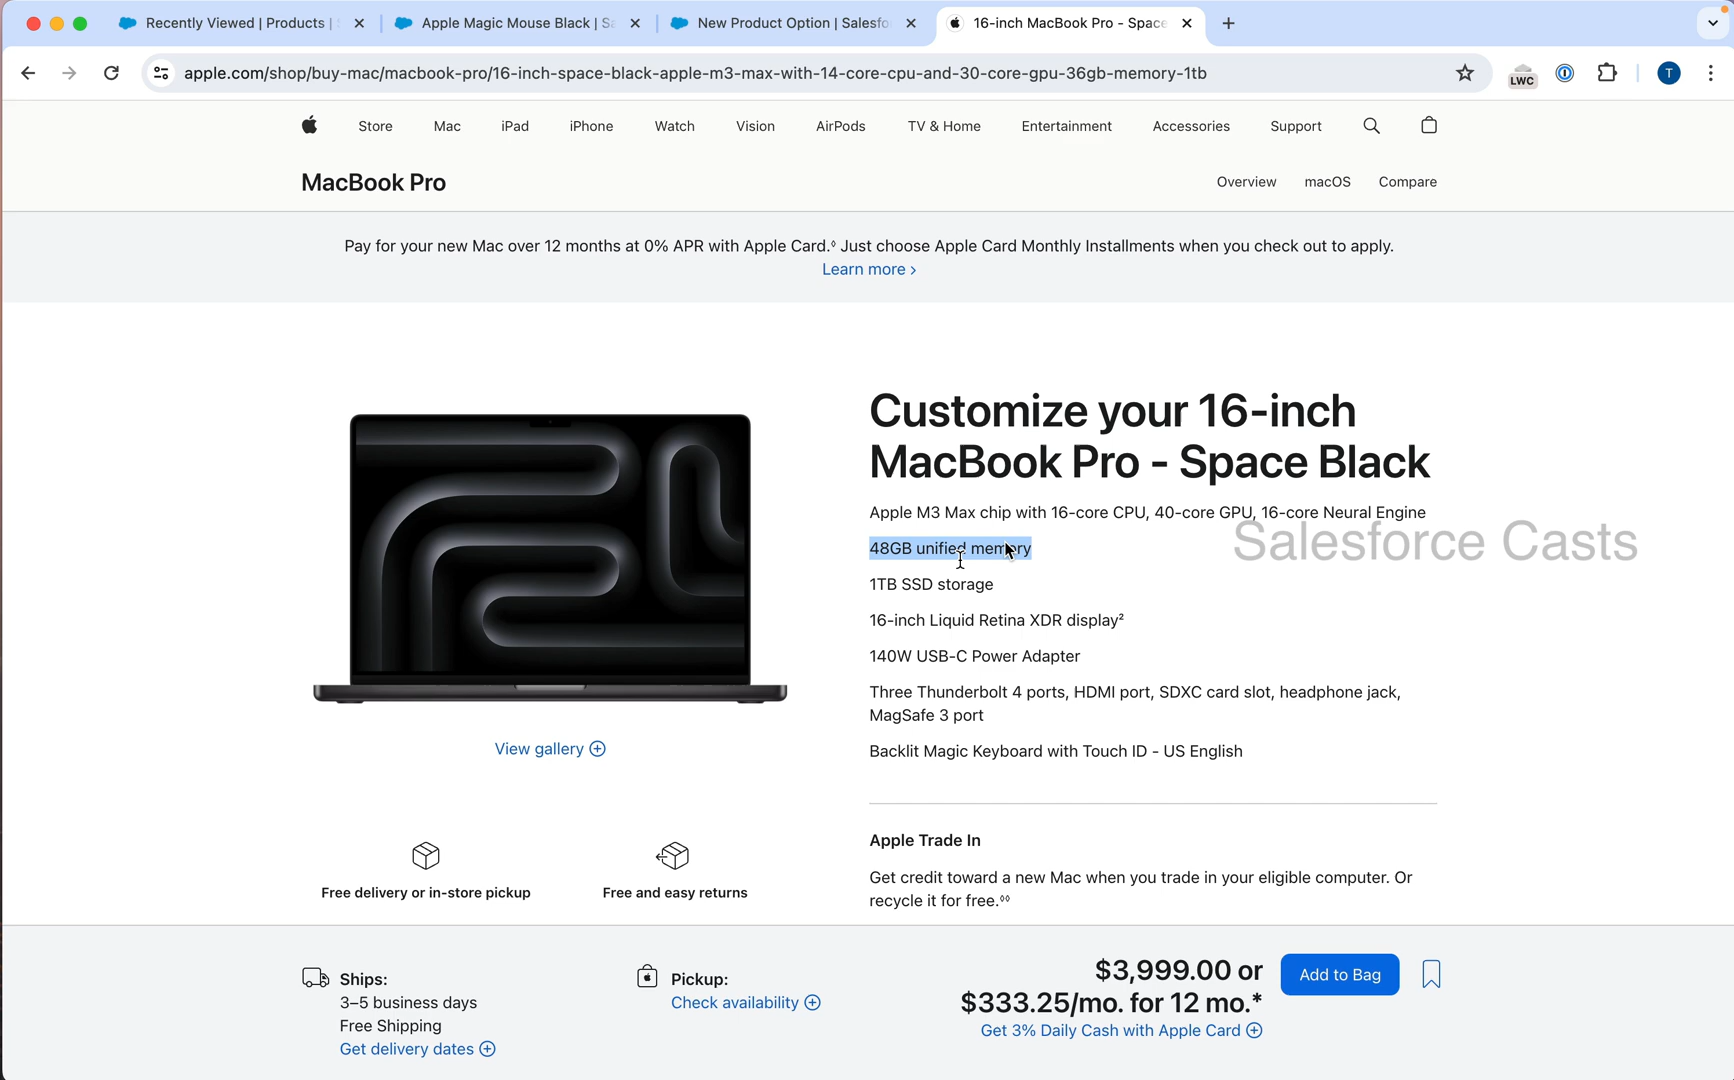 Recently Viewed | Products |
Apple Magic Mouse Black | Sa
New Product Option | Salesfo
16-inch MacBook Pro - Space
apple.com/shop/buy-mac/macbook-pro/16-inch-space-black-apple-m3-max-with-14-core-cpu-and-30-core-gpu-36gb-memory-1tb
LWC
T
Store
Mac
iPad
iPhone
Watch
Vision
AirPods
TV & Home
Entertainment
Accessories
Support
MacBook Pro
Overview
macOS
Compare
Pay for your new Mac over 12 months at 0% APR with Apple Card.◊ Just choose Apple Card Monthly Installments when you check out to apply.
Learn more ›
Customize your 16-inch
MacBook Pro - Space Black
Apple M3 Max chip with 16-core CPU, 40-core GPU, 16-core Neural Engine
Salesforce Casts
48GB unified memory
1TB SSD storage
16-inch Liquid Retina XDR display²
140W USB-C Power Adapter
Three Thunderbolt 4 ports, HDMI port, SDXC card slot, headphone jack,
MagSafe 3 port
Backlit Magic Keyboard with Touch ID - US English
View gallery
Free delivery or in-store pickup
Free and easy returns
Apple Trade In
Get credit toward a new Mac when you trade in your eligible computer. Or
recycle it for free.◊◊
Ships:
3–5 business days
Free Shipping
Get delivery dates
Pickup:
Check availability
$3,999.00 or
$333.25/mo. for 12 mo.*
Get 3% Daily Cash with Apple Card
Add to Bag